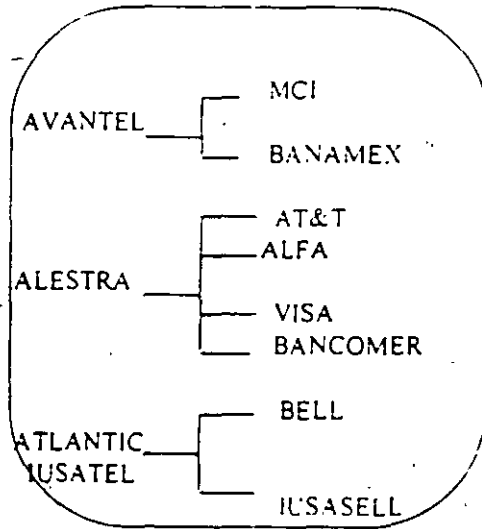 AVANTEL
MCI
BANAMEX
ALESTRA
AT&T
ALFA
VISA
BANCOMER
ATLANTIC
IUSATEL
BELL
IUSASELL